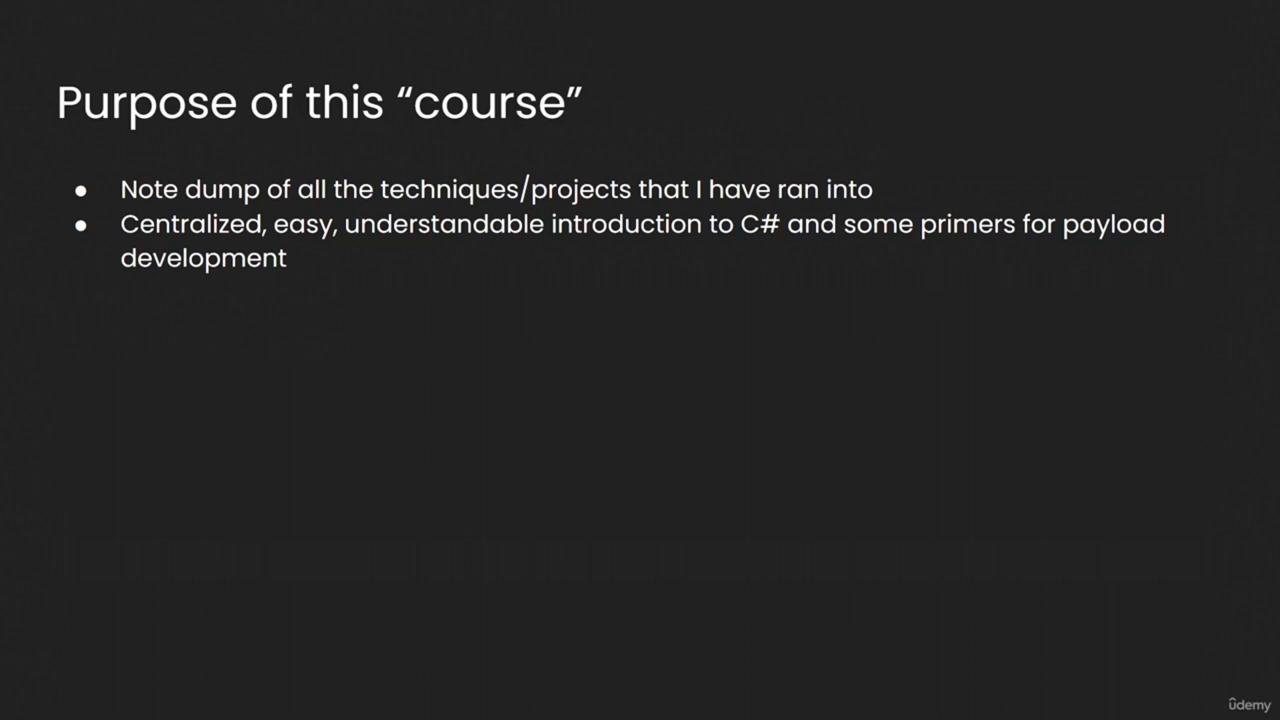 Purpose of this “course”
● Note dump of all the techniques/projects that I have ran into
● Centralized, easy, understandable introduction to C# and some primers for payload
development
ûdemy